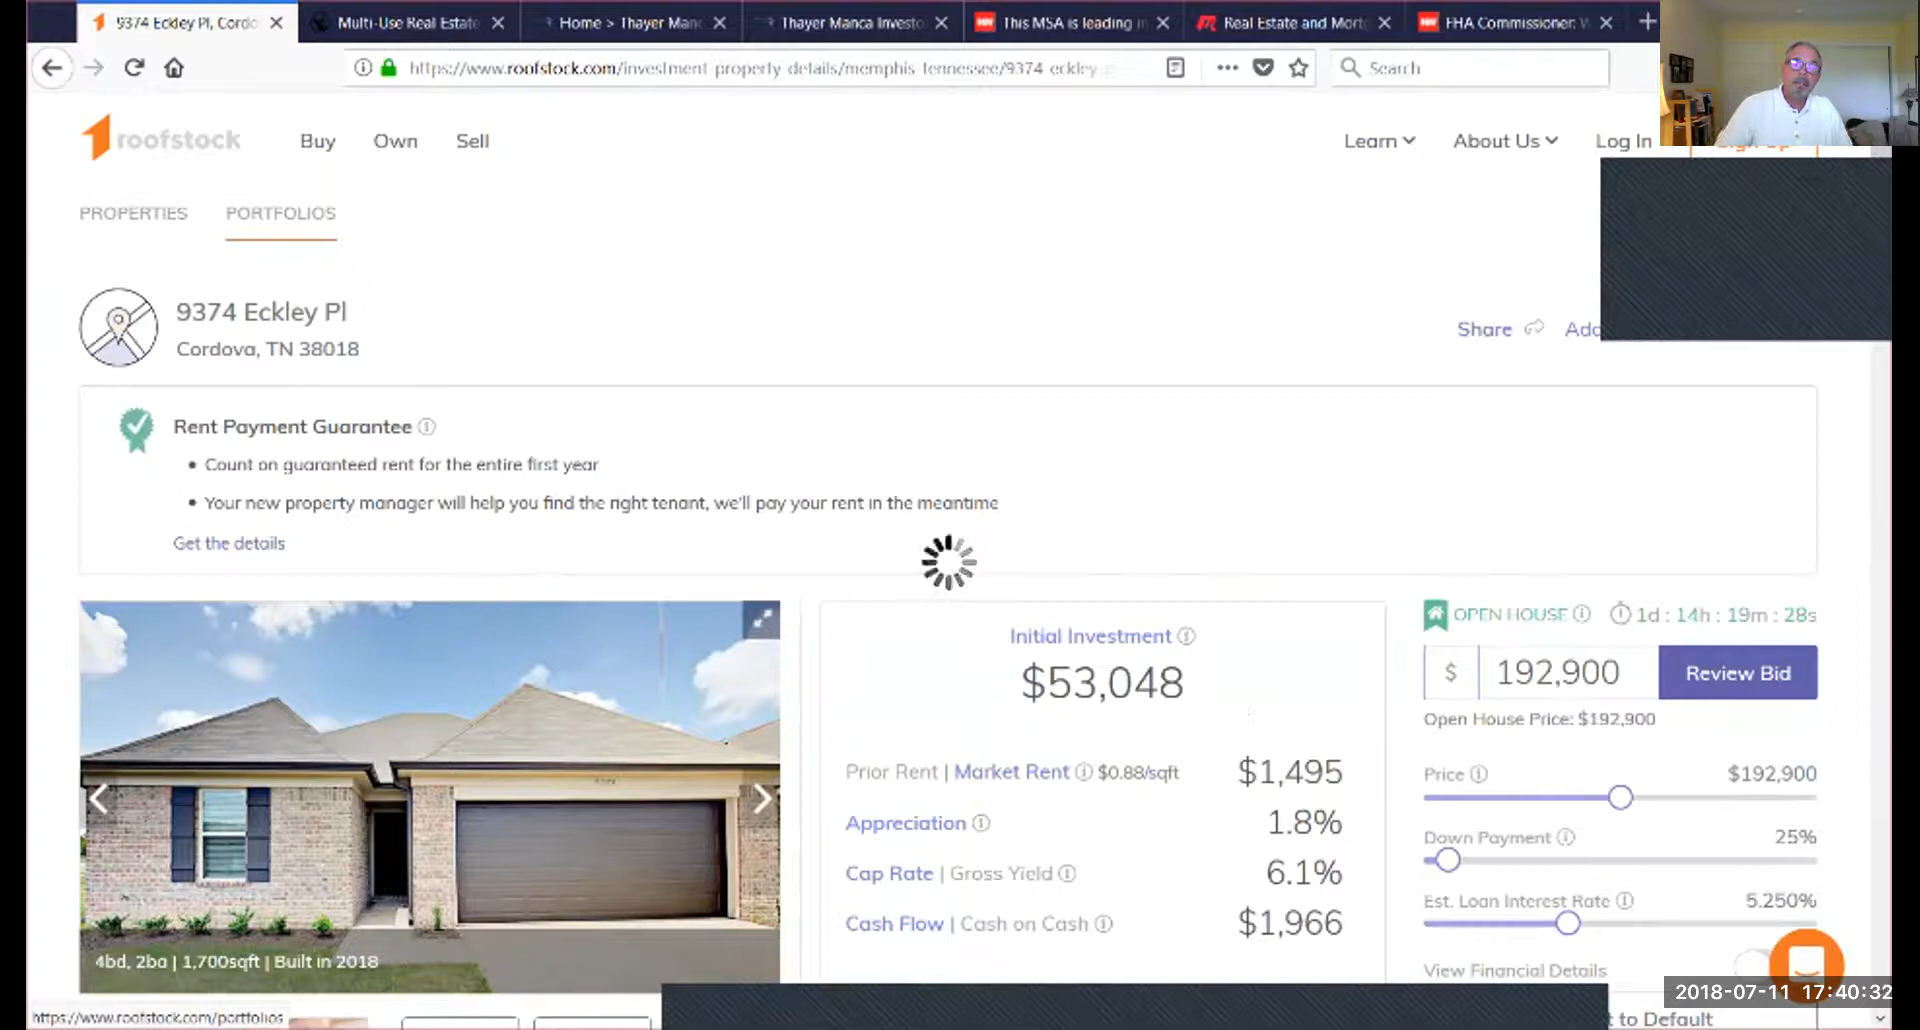 9374 Eckley Pl, Cordo
Multi-Use Real Estate
Home > Thayer Man
Thayer Manca Invest
This MSA is leading i
Real Estate and Mort
FHA Commissioner:
https://www.roofstock.com/investment-property-details/memphis-tennessee/9374-eckley-p
Search
roofstock
Buy
Own
Sell
Learn
About Us
Log In
PROPERTIES
PORTFOLIOS
9374 Eckley Pl
Cordova, TN 38018
Share
Rent Payment Guarantee
• Count on guaranteed rent for the entire first year
• Your new property manager will help you find the right tenant, we'll pay your rent in the meantime
Get the details
4bd, 2ba | 1,700sqft | Built in 2018
Initial Investment
$53,048
Prior Rent | Market Rent $0.88/sqft $1,495
Appreciation 1.8%
Cap Rate | Gross Yield 6.1%
Cash Flow | Cash on Cash $1,966
OPEN HOUSE 1d : 14h : 19m : 28s
$ 192,900 Review Bid
Open House Price: $192,900
Price $192,900
Down Payment 25%
Est. Loan Interest Rate 5.250%
View Financial Details
2018-07-11 17:40:32
https://www.roofstock.com/portfolios
t to Default